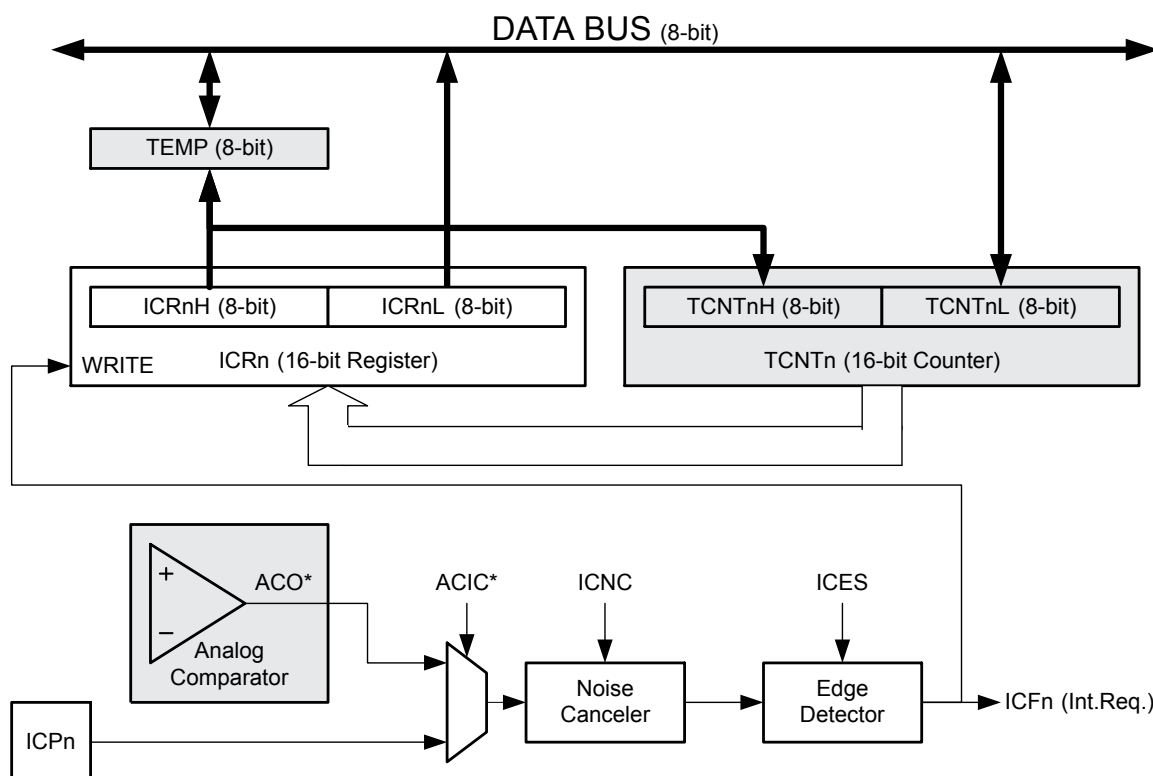 DATA BUS (8-bit)
TEMP (8-bit)
ICRnH (8-bit)
ICRnL (8-bit)
TCNTnH (8-bit)
TCNTnL (8-bit)
WRITE
ICRn (16-bit Register)
TCNTn (16-bit Counter)
+
ACO*
ACIC*
ICNC
ICES
−
Analog
Comparator
Noise
Canceler
Edge
Detector
ICFn (Int.Req.)
ICPn